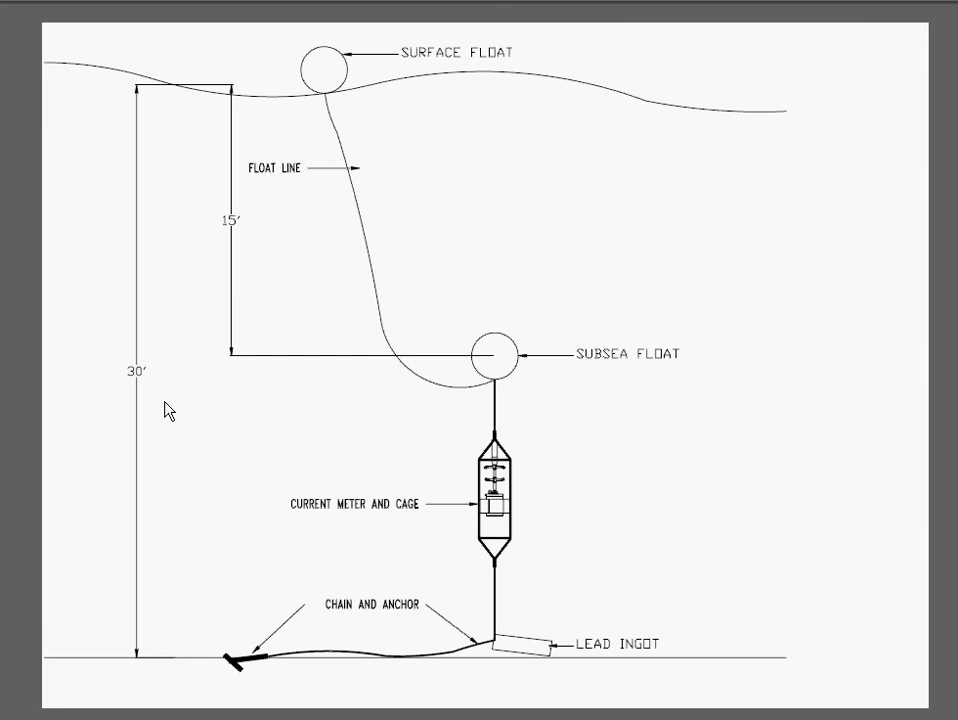 SURFACE FLOAT
FLOAT LINE
15'
SUBSEA FLOAT
30'
CURRENT METER AND CAGE
CHAIN AND ANCHOR
LEAD INGOT